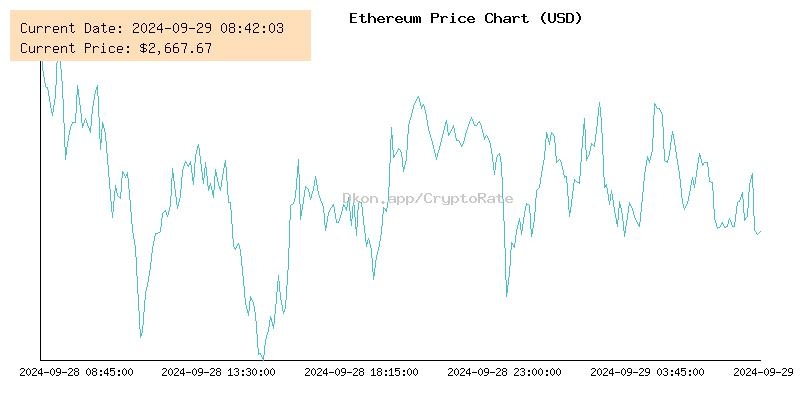 Ethereum Price Chart (USD)
Current Date: 2024-09-29 08:42:03
Current Price: $2,667.67
Dkon.app/CryptoRate
2024-09-28 08:45:00
2024-09-28 13:30:00
2024-09-28 18:15:00
2024-09-28 23:00:00
2024-09-29 03:45:00
2024-09-29